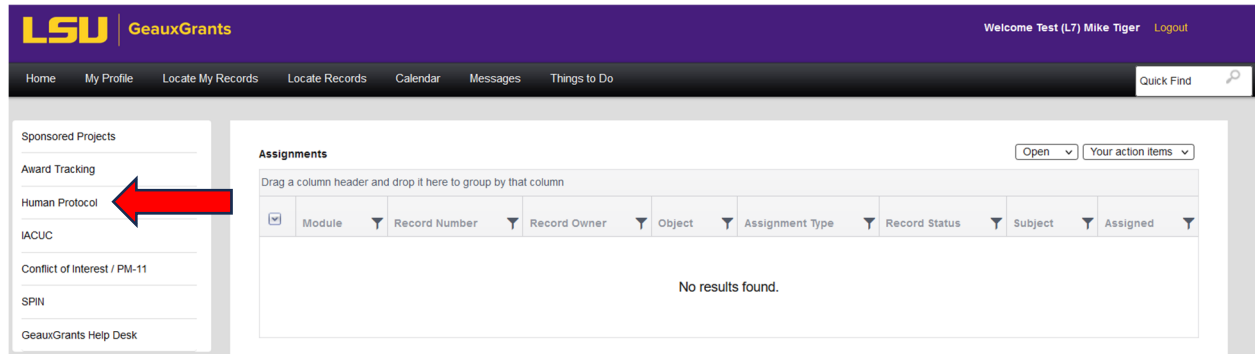 LSU GeauxGrants
Welcome Test (L7) Mike Tiger Logout
Home My Profile Locate My Records Locate Records Calendar Messages Things to Do
Quick Find
Sponsored Projects
Award Tracking
Human Protocol
IACUC
Conflict of Interest / PM-11
SPIN
GeauxGrants Help Desk
Assignments
Open Your action items
Drag a column header and drop it here to group by that column
Module Record Number Record Owner Object Assignment Type Record Status Subject Assigned
No results found.